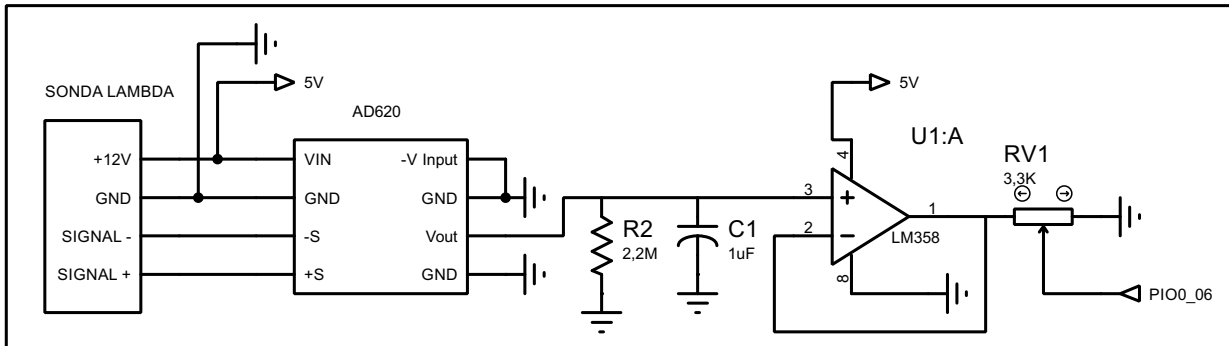 SONDA LAMBDA
+12V
GND
SIGNAL -
SIGNAL +
5V
AD620
VIN
GND
-S
+S
-V Input
GND
Vout
GND
R2
2,2M
C1
1uF
5V
U1:A
4
3
2
8
1
LM358
RV1
3,3K
PIO0_06